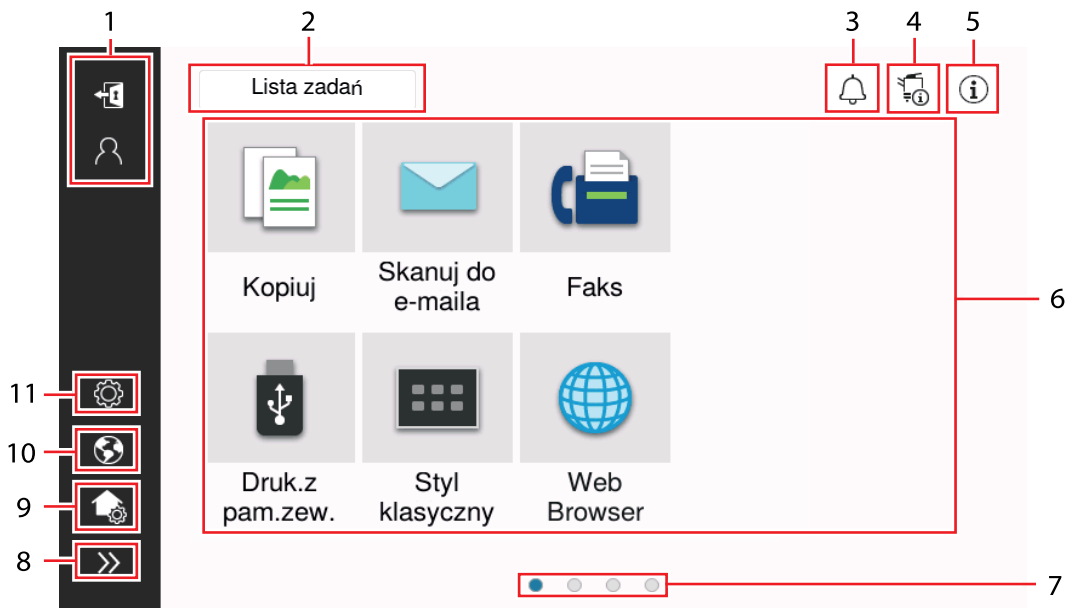 1
2
3
4
5
Lista zadań
6
Kopiuj
Skanuj do
e-maila
Faks
11
10
9
8
Druk.z
pam.zew.
Styl
klasyczny
Web
Browser
7